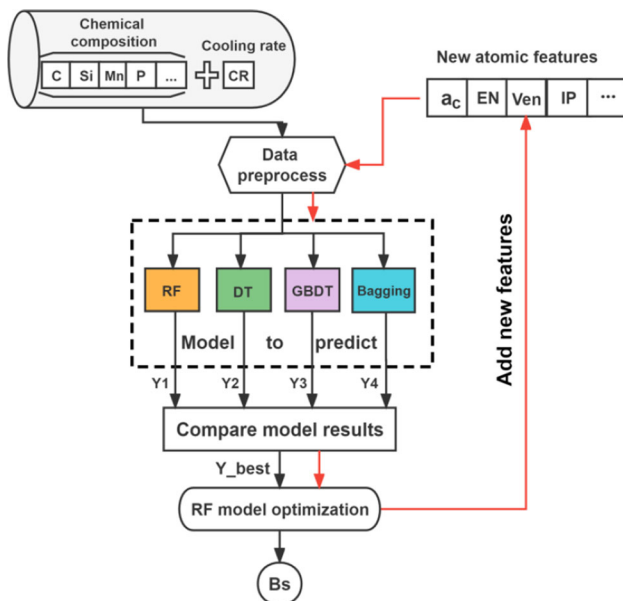 Chemical
composition
Cooling rate
C Si Mn P ... CR
New atomic features
ac EN Ven IP ...
Data
preprocess
RF DT GBDT Bagging
Model to predict
Y1 Y2 Y3 Y4
Compare model results
Y_best
RF model optimization
Bs
Add new features